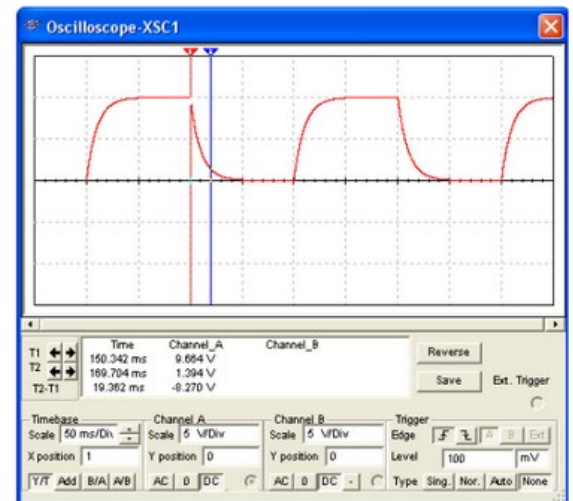 Oscilloscope-XSC1
1 2
Time Channel_A Channel_B
T1 150.342 ms 9.664 V
T2 169.704 ms 1.394 V
T2-T1 19.362 ms -8.270 V
Reverse
Save
Ext. Trigger
Timebase
Scale 50 ms/Div
X position 1
Y/T Add B/A A/B
Channel A
Scale 5 V/Div
Y position 0
AC 0 DC
Channel B
Scale 5 V/Div
Y position 0
AC 0 DC -
Trigger
Edge A B Ext
Level 100 mV
Type Sing. Nor. Auto None